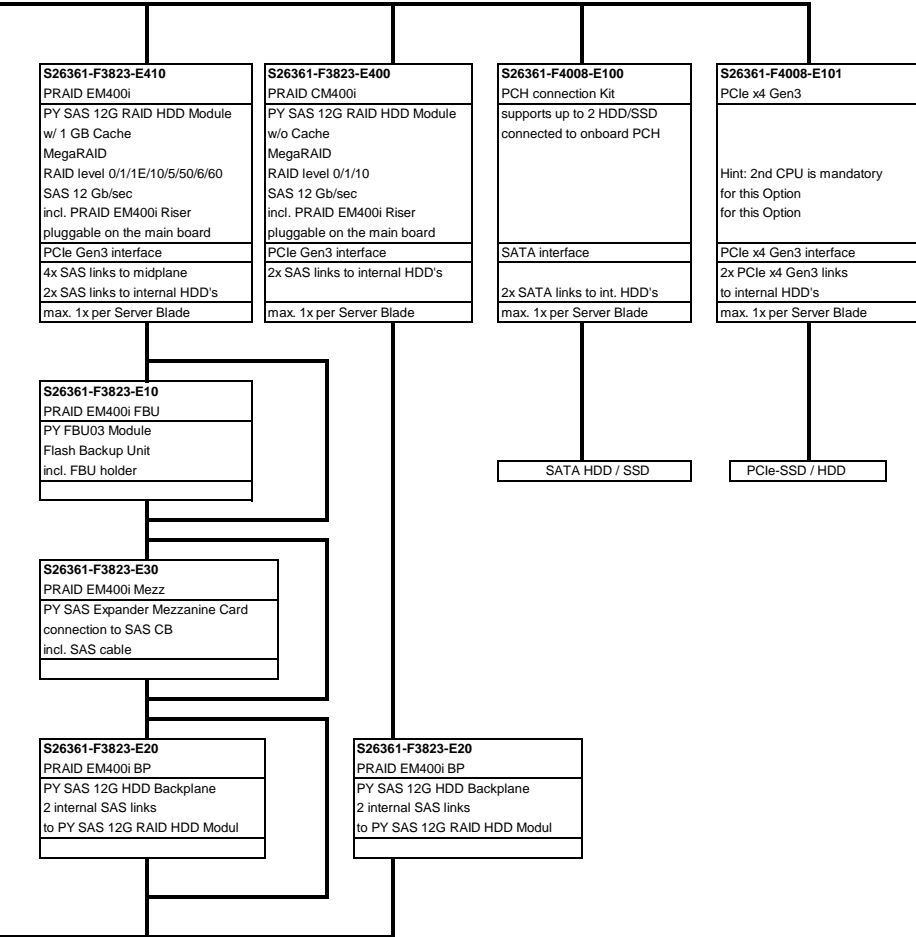 S26361-F3823-E410
PRAID EM400i
PY SAS 12G RAID HDD Module
w/ 1 GB Cache
MegaRAID
RAID level 0/1/1E/10/5/50/6/60
SAS 12 Gb/sec
incl. PRAID EM400i Riser
pluggable on the main board
PCIe Gen3 interface
4x SAS links to midplane
2x SAS links to internal HDD's
max. 1x per Server Blade
S26361-F3823-E400
PRAID CM400i
PY SAS 12G RAID HDD Module
w/o Cache
MegaRAID
RAID level 0/1/10
SAS 12 Gb/sec
incl. PRAID EM400i Riser
pluggable on the main board
PCIe Gen3 interface
2x SAS links to internal HDD's
max. 1x per Server Blade
S26361-F4008-E100
PCH connection Kit
supports up to 2 HDD/SSD
connected to onboard PCH
SATA interface
2x SATA links to int. HDD's
max. 1x per Server Blade
S26361-F4008-E101
PCIe x4 Gen3
Hint: 2nd CPU is mandatory
for this Option
for this Option
PCIe x4 Gen3 interface
2x PCIe x4 Gen3 links
to internal HDD's
max. 1x per Server Blade
S26361-F3823-E10
PRAID EM400i FBU
PY FBU03 Module
Flash Backup Unit
incl. FBU holder
SATA HDD / SSD
PCIe-SSD / HDD
S26361-F3823-E30
PRAID EM400i Mezz
PY SAS Expander Mezzanine Card
connection to SAS CB
incl. SAS cable
S26361-F3823-E20
PRAID EM400i BP
PY SAS 12G HDD Backplane
2 internal SAS links
to PY SAS 12G RAID HDD Modul
S26361-F3823-E20
PRAID EM400i BP
PY SAS 12G HDD Backplane
2 internal SAS links
to PY SAS 12G RAID HDD Modul